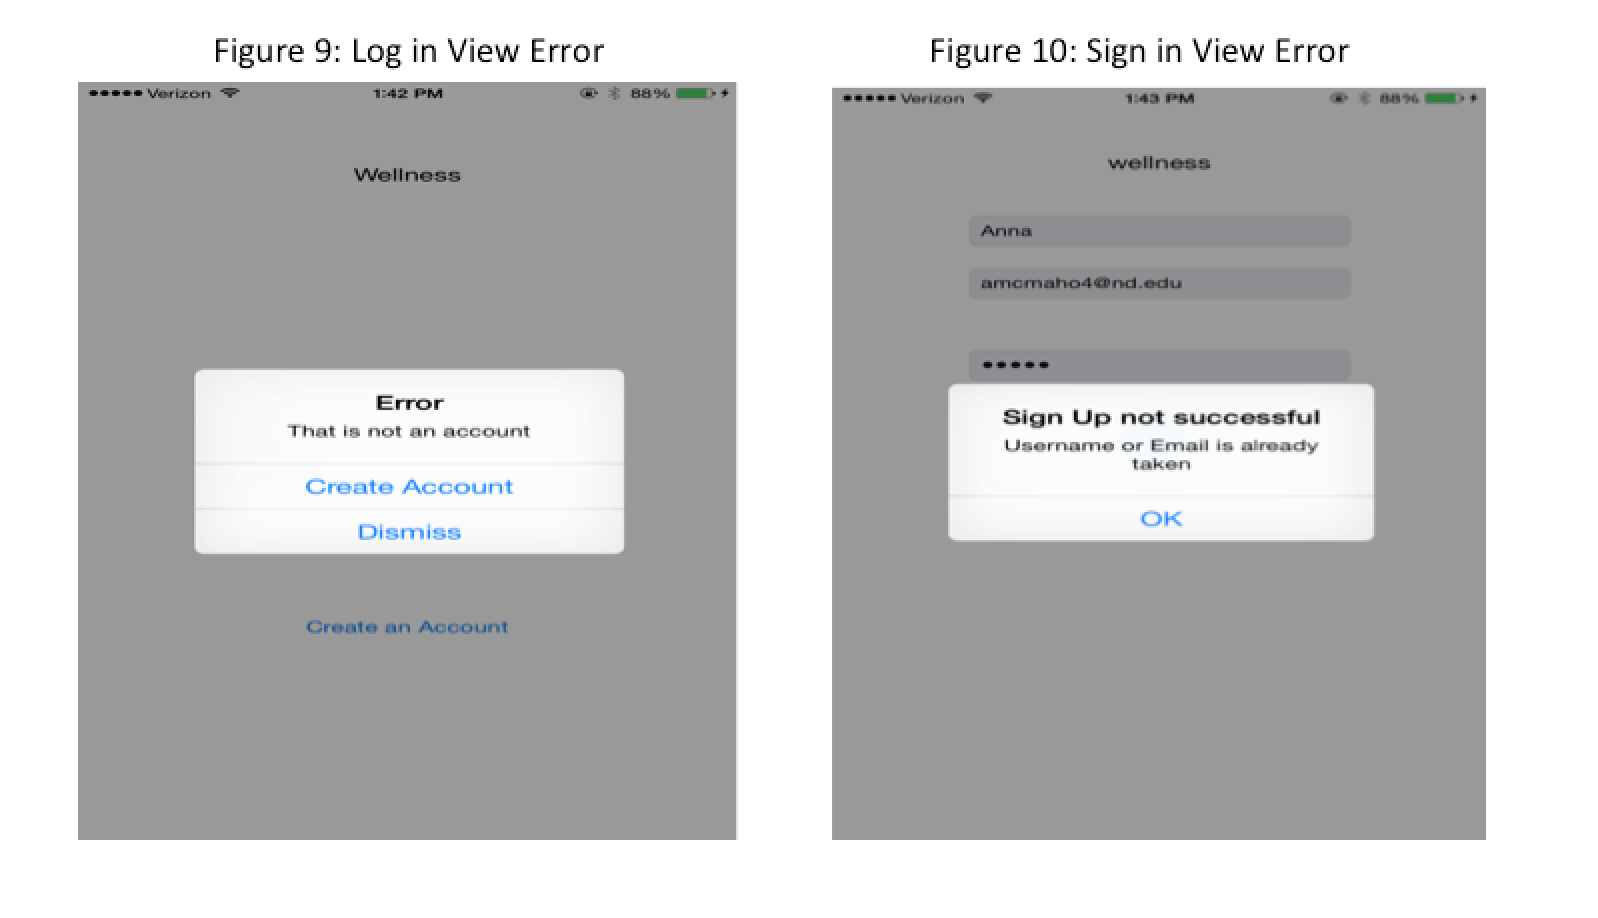 Figure 9: Log in View Error
●●●●● Verizon 1:42 PM 88%
Wellness
Error
That is not an account
Create Account
Dismiss
Create an Account
Figure 10: Sign in View Error
●●●●● Verizon 1:43 PM 88%
wellness
Anna
amcmaho4@nd.edu
●●●●●
Sign Up not successful
Username or Email is already
taken
OK